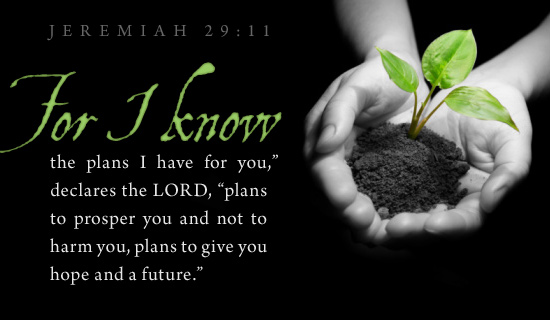 JEREMIAH 29:11
For I know
the plans I have for you,”
declares the LORD, “plans
to prosper you and not to
harm you, plans to give you
hope and a future.”